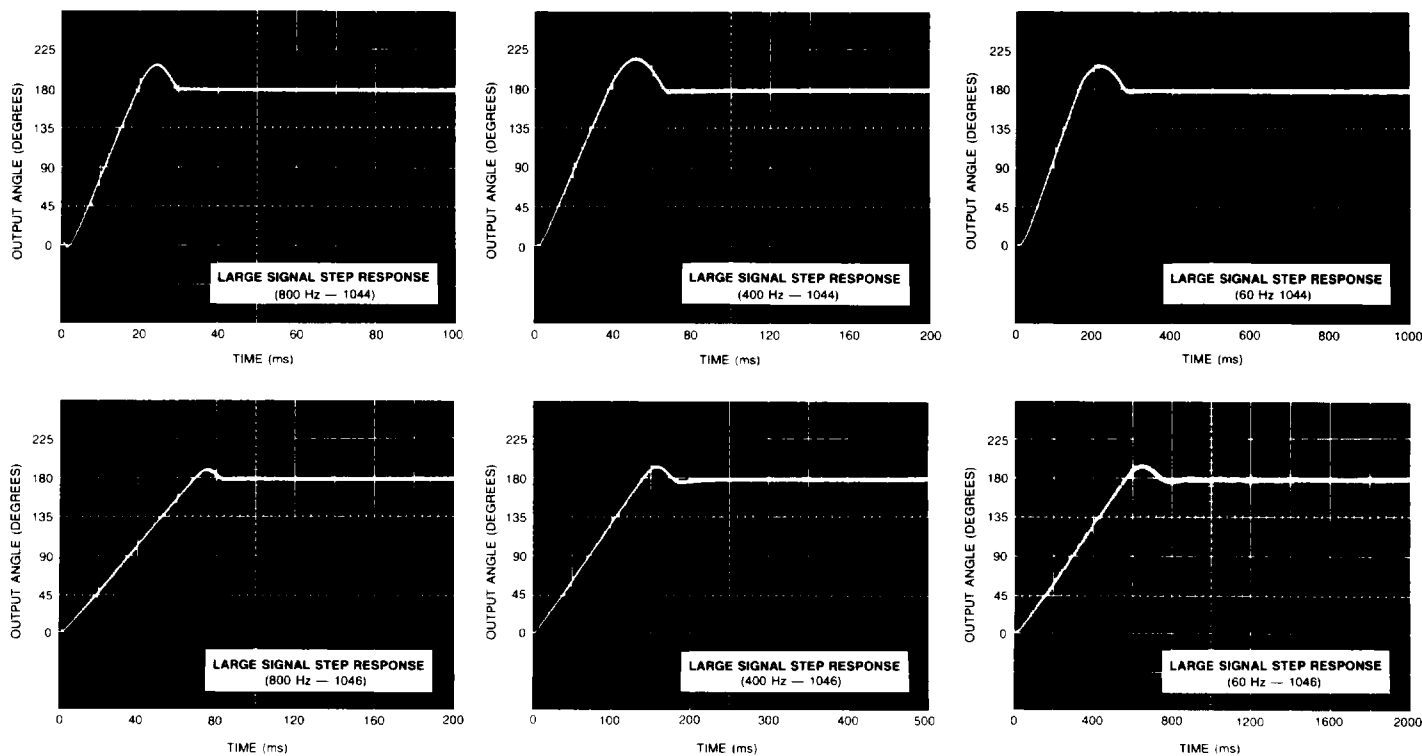 OUTPUT ANGLE (DEGREES)
225
180
135
90
45
0
LARGE SIGNAL STEP RESPONSE
(800 Hz — 1044)
0 20 40 60 80 100
TIME (ms)
OUTPUT ANGLE (DEGREES)
225
180
135
90
45
0
LARGE SIGNAL STEP RESPONSE
(400 Hz — 1044)
0 40 80 120 160 200
TIME (ms)
OUTPUT ANGLE (DEGREES)
225
180
135
90
45
0
LARGE SIGNAL STEP RESPONSE
(60 Hz 1044)
0 200 400 600 800 1000
TIME (ms)
OUTPUT ANGLE (DEGREES)
225
180
135
90
45
0
LARGE SIGNAL STEP RESPONSE
(800 Hz — 1046)
0 40 80 120 160 200
TIME (ms)
OUTPUT ANGLE (DEGREES)
225
180
135
90
45
0
LARGE SIGNAL STEP RESPONSE
(400 Hz — 1046)
0 100 200 300 400 500
TIME (ms)
OUTPUT ANGLE (DEGREES)
225
180
135
90
45
0
LARGE SIGNAL STEP RESPONSE
(60 Hz — 1046)
0 400 800 1200 1600 2000
TIME (ms)